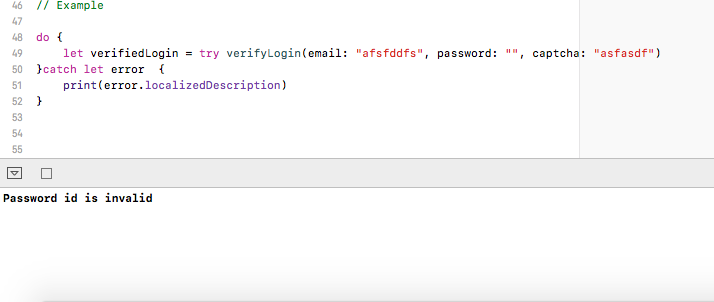 46 // Example
47
48 do {
49 let verifiedLogin = try verifyLogin(email: "afsfddfs", password: "", captcha: "asfasdf")
50 }catch let error  {
51 print(error.localizedDescription)
52 }
53
54
55
Password id is invalid